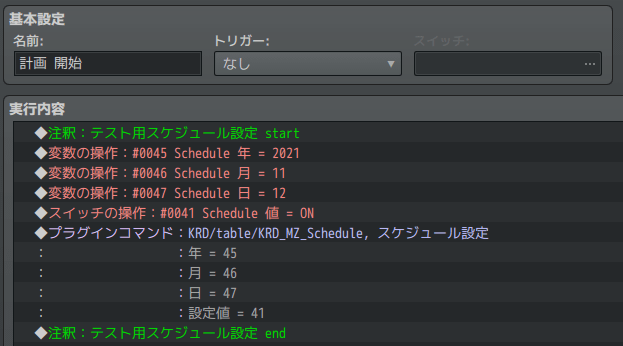 基本設定
名前: トリガー: スイッチ:
計画 開始 なし ▼ ...
実行内容
◆注釈：テスト用スケジュール設定 start
◆変数の操作：#0045 Schedule 年 = 2021
◆変数の操作：#0046 Schedule 月 = 11
◆変数の操作：#0047 Schedule 日 = 12
◆スイッチの操作：#0041 Schedule 値 = ON
◆プラグインコマンド：KRD/table/KRD_MZ_Schedule, スケジュール設定
： ：年 = 45
： ：月 = 46
： ：日 = 47
： ：設定値 = 41
◆注釈：テスト用スケジュール設定 end